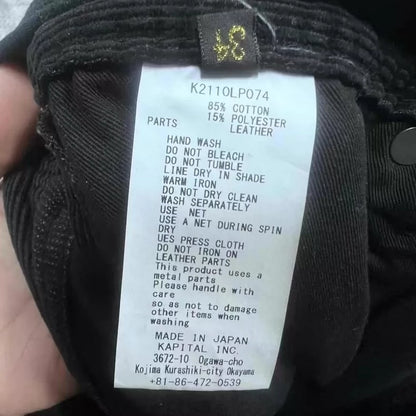 34
K2110LP074
85% COTTON
15% POLYESTER
PARTS LEATHER
HAND WASH
DO NOT BLEACH
DO NOT TUMBLE
LINE DRY IN SHADE
WARM IRON
DO NOT DRY CLEAN
WASH SEPARATELY
USE NET
USE A NET DURING SPIN
DRY
UES PRESS CLOTH
DO NOT IRON ON
LEATHER PARTS
This product uses a
metal parts
Please handle with
care
so as not to damage
other items when
washing
MADE IN JAPAN
KAPITAL INC.
3672-10 Ogawa-cho
Kojima Kurashiki-city Okayama
+81-86-472-0539